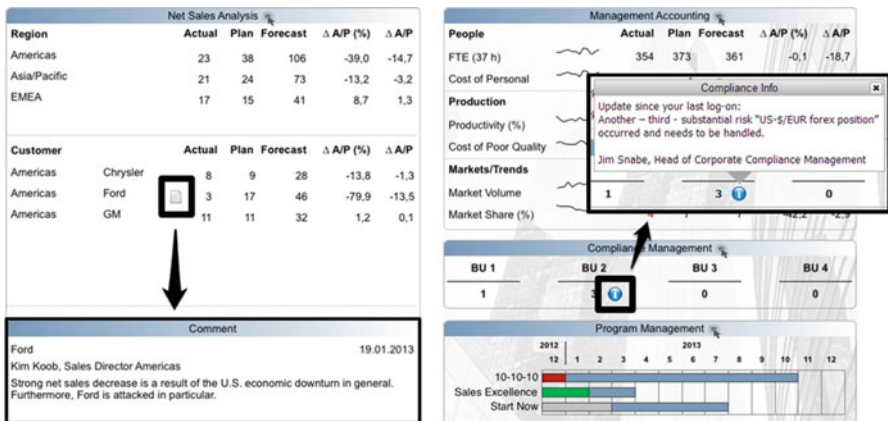 Net Sales Analysis
Region Actual Plan Forecast Δ A/P (%) Δ A/P
Americas 23 38 106 -39,0 -14,7
Asia/Pacific 21 24 73 -13,2 -3,2
EMEA 17 15 41 8,7 1,3
Customer Actual Plan Forecast Δ A/P (%) Δ A/P
Americas Chrysler 8 9 28 -13,8 -1,3
Americas Ford 3 17 46 -79,9 -13,5
Americas GM 11 11 32 1,2 0,1
Comment
Ford 19.01.2013
Kim Koob, Sales Director Americas
Strong net sales decrease is a result of the U.S. economic downturn in general.
Furthermore, Ford is attacked in particular.
Management Accounting
People Actual Plan Forecast Δ A/P (%) Δ A/P
FTE (37 h) 354 373 361 -0,1 -18,7
Cost of Personal
Production
Productivity (%)
Cost of Poor Quality
Markets/Trends
Market Volume
Market Share (%)
Compliance Info
Update since your last log-on:
Another – third - substantial risk "US-$/EUR forex position"
occurred and needs to be handled.
Jim Snabe, Head of Corporate Compliance Management
1 3 0
Compliance Management
BU 1 BU 2 BU 3 BU 4
1 3 0 0
Program Management
2012 2013
12 1 2 3 4 5 6 7 8 9 10 11 12
10-10-10
Sales Excellence
Start Now